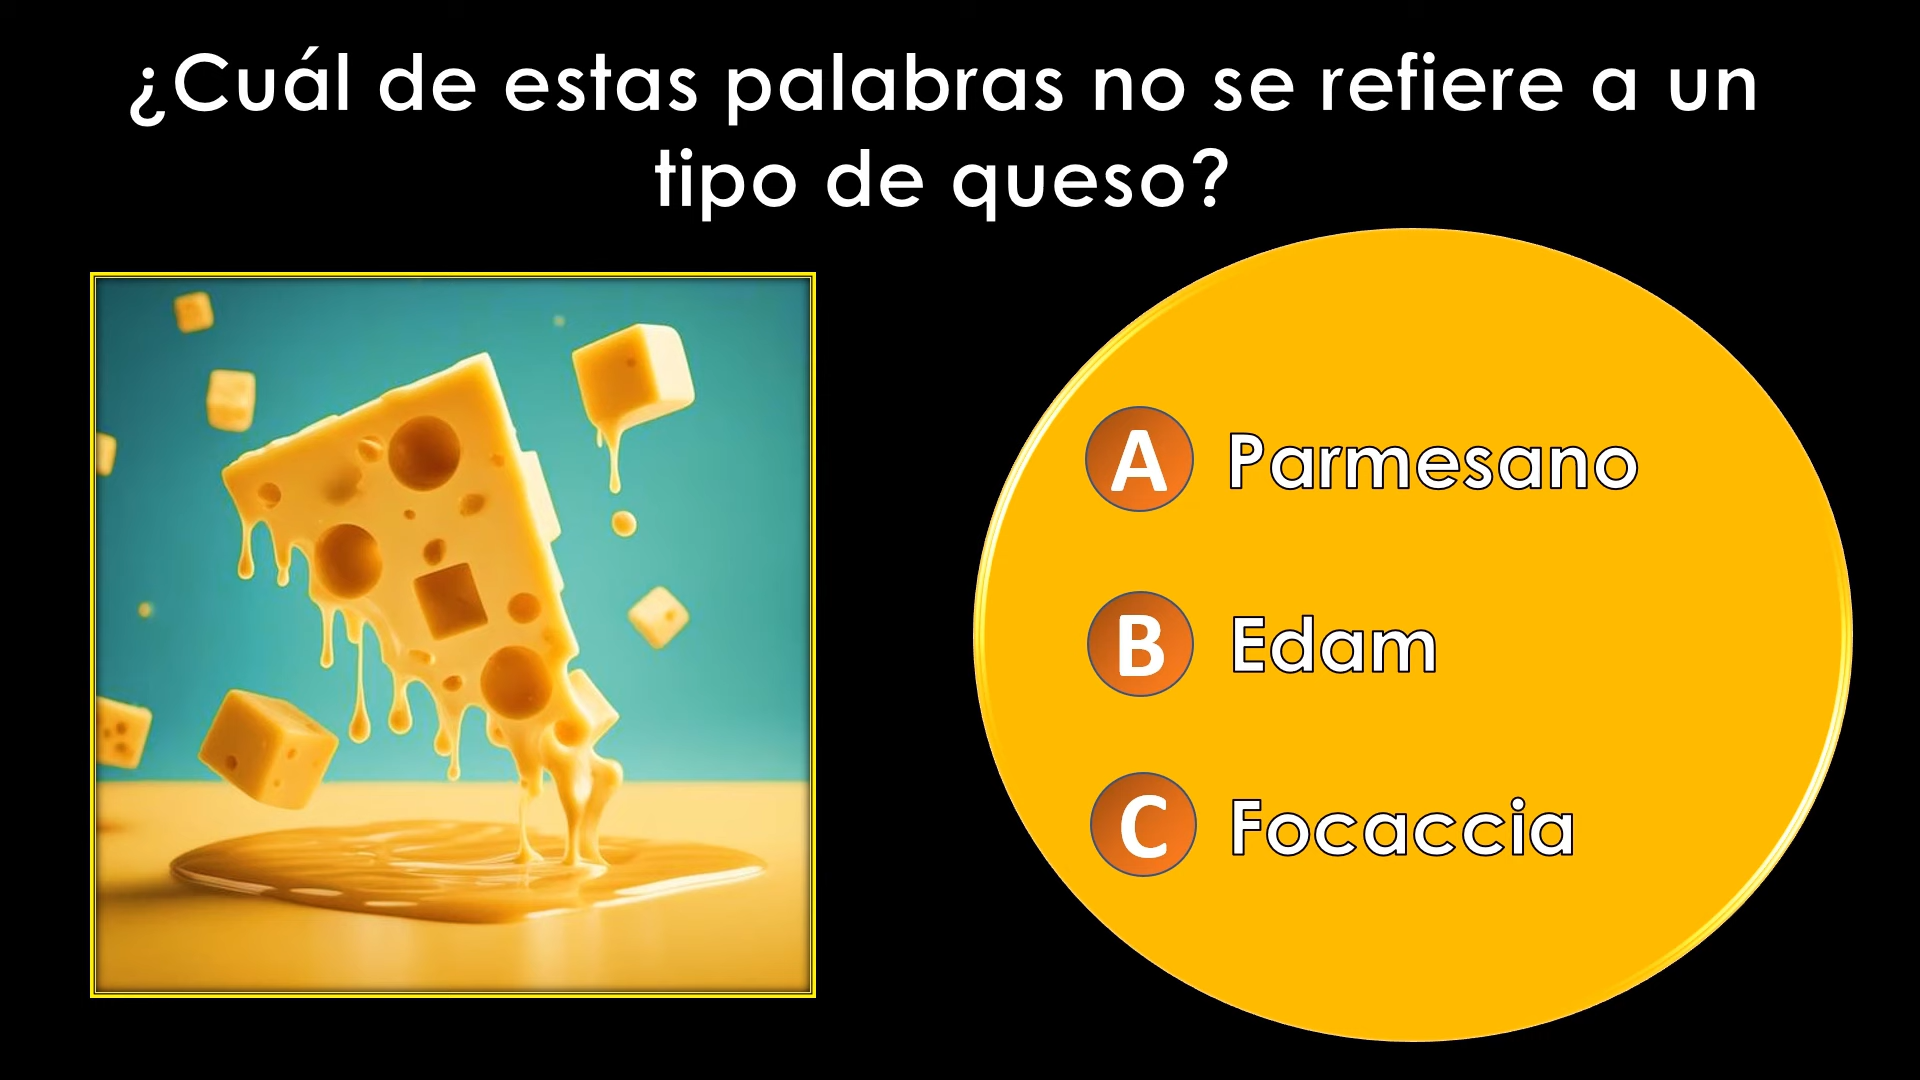 ¿Cuál de estas palabras no se refiere a un
tipo de queso?
A Parmesano
B Edam
C Focaccia